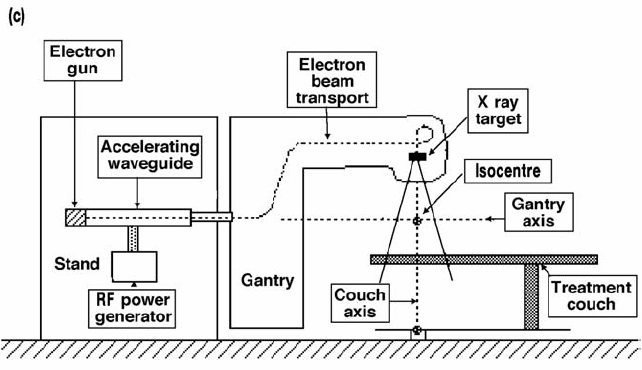 (c)
Electron
gun
Electron
beam
transport
X ray
target
Accelerating
waveguide
Isocentre
Gantry
axis
Stand
Gantry
RF power
generator
Couch
axis
Treatment
couch